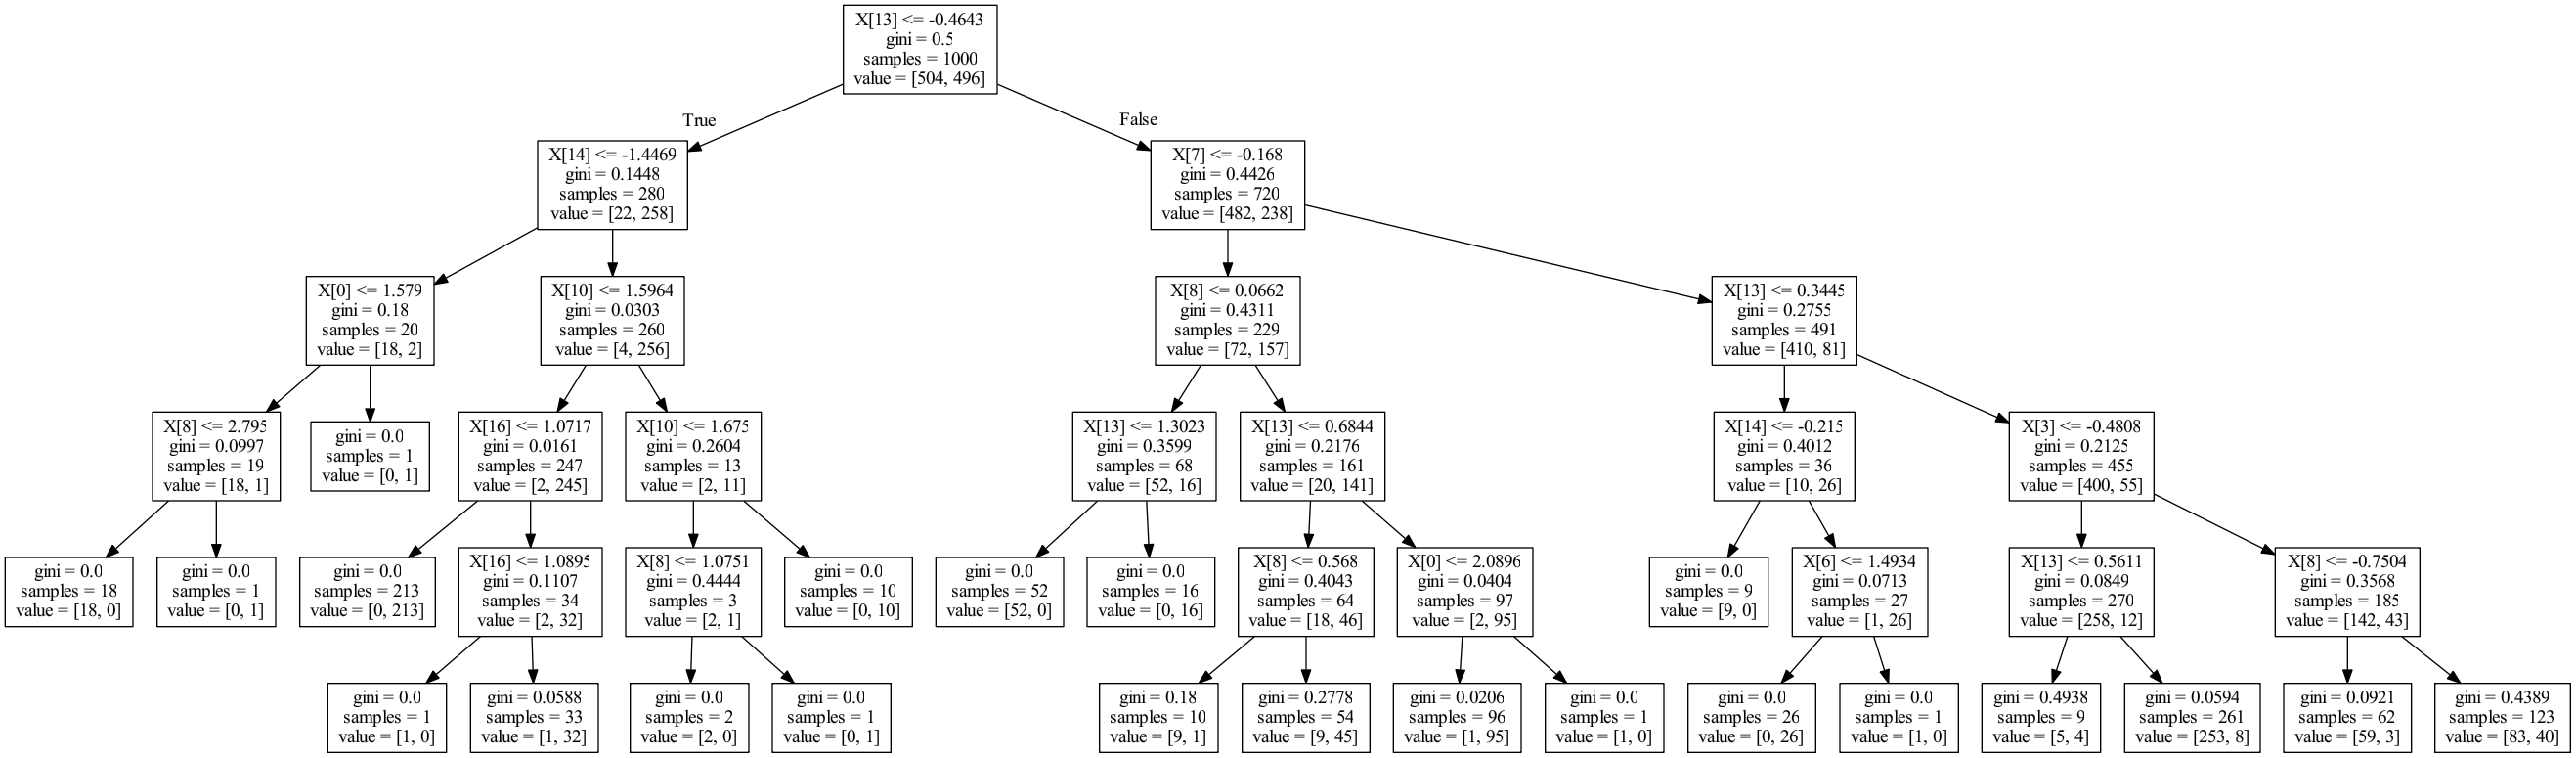 X[13] <= -0.4643
gini = 0.5
samples = 1000
value = [504, 496]
True
False
X[14] <= -1.4469
gini = 0.1448
samples = 280
value = [22, 258]
X[7] <= -0.168
gini = 0.4426
samples = 720
value = [482, 238]
X[0] <= 1.579
gini = 0.18
samples = 20
value = [18, 2]
X[10] <= 1.5964
gini = 0.0303
samples = 260
value = [4, 256]
X[8] <= 0.0662
gini = 0.4311
samples = 229
value = [72, 157]
X[13] <= 0.3445
gini = 0.2755
samples = 491
value = [410, 81]
X[8] <= 2.795
gini = 0.0997
samples = 19
value = [18, 1]
gini = 0.0
samples = 1
value = [0, 1]
X[16] <= 1.0717
gini = 0.0161
samples = 247
value = [2, 245]
X[10] <= 1.675
gini = 0.2604
samples = 13
value = [2, 11]
X[13] <= 1.3023
gini = 0.3599
samples = 68
value = [52, 16]
X[13] <= 0.6844
gini = 0.2176
samples = 161
value = [20, 141]
X[14] <= -0.215
gini = 0.4012
samples = 36
value = [10, 26]
X[3] <= -0.4808
gini = 0.2125
samples = 455
value = [400, 55]
gini = 0.0
samples = 18
value = [18, 0]
gini = 0.0
samples = 1
value = [0, 1]
gini = 0.0
samples = 213
value = [0, 213]
X[16] <= 1.0895
gini = 0.1107
samples = 34
value = [2, 32]
X[8] <= 1.0751
gini = 0.4444
samples = 3
value = [2, 1]
gini = 0.0
samples = 10
value = [0, 10]
gini = 0.0
samples = 52
value = [52, 0]
gini = 0.0
samples = 16
value = [0, 16]
X[8] <= 0.568
gini = 0.4043
samples = 64
value = [18, 46]
X[0] <= 2.0896
gini = 0.0404
samples = 97
value = [2, 95]
gini = 0.0
samples = 9
value = [9, 0]
X[6] <= 1.4934
gini = 0.0713
samples = 27
value = [1, 26]
X[13] <= 0.5611
gini = 0.0849
samples = 270
value = [258, 12]
X[8] <= -0.7504
gini = 0.3568
samples = 185
value = [142, 43]
gini = 0.0
samples = 1
value = [1, 0]
gini = 0.0588
samples = 33
value = [1, 32]
gini = 0.0
samples = 2
value = [2, 0]
gini = 0.0
samples = 1
value = [0, 1]
gini = 0.18
samples = 10
value = [9, 1]
gini = 0.2778
samples = 54
value = [9, 45]
gini = 0.0206
samples = 96
value = [1, 95]
gini = 0.0
samples = 1
value = [1, 0]
gini = 0.0
samples = 26
value = [0, 26]
gini = 0.0
samples = 1
value = [1, 0]
gini = 0.4938
samples = 9
value = [5, 4]
gini = 0.0594
samples = 261
value = [253, 8]
gini = 0.0921
samples = 62
value = [59, 3]
gini = 0.4389
samples = 123
value = [83, 40]